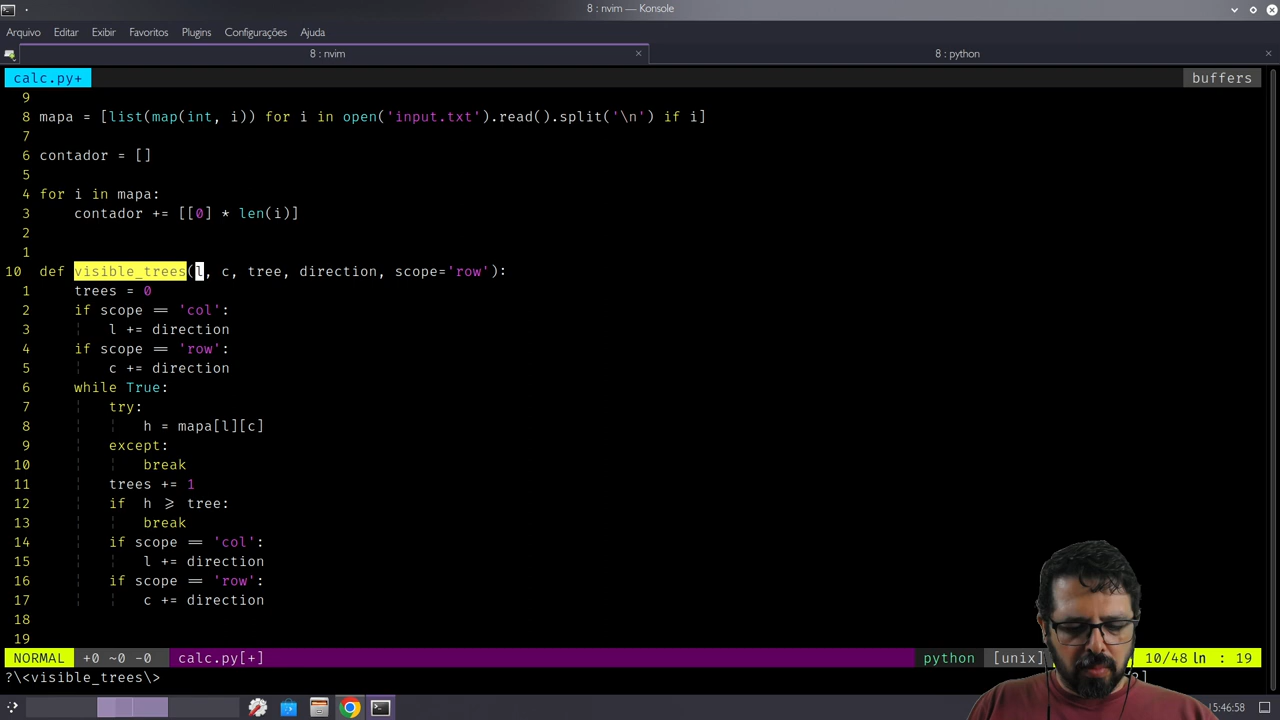 8 : nvim — Konsole
Arquivo Editar Exibir Favoritos Plugins Configurações Ajuda
8 : nvim 8 : python
calc.py+ buffers
9
8 mapa = [list(map(int, i)) for i in open('input.txt').read().split('\n') if i]
7
6 contador = []
5
4 for i in mapa:
3 contador += [[0] * len(i)]
2
1
10 def visible_trees(l, c, tree, direction, scope='row'):
1 trees = 0
2 if scope == 'col':
3 l += direction
4 if scope == 'row':
5 c += direction
6 while True:
7 try:
8 h = mapa[l][c]
9 except:
10 break
11 trees += 1
12 if h >= tree:
13 break
14 if scope == 'col':
15 l += direction
16 if scope == 'row':
17 c += direction
18
19
NORMAL +0 ~0 -0 calc.py[+] python [unix] 10/48 ln : 19
?\<visible_trees\>
15:46:58